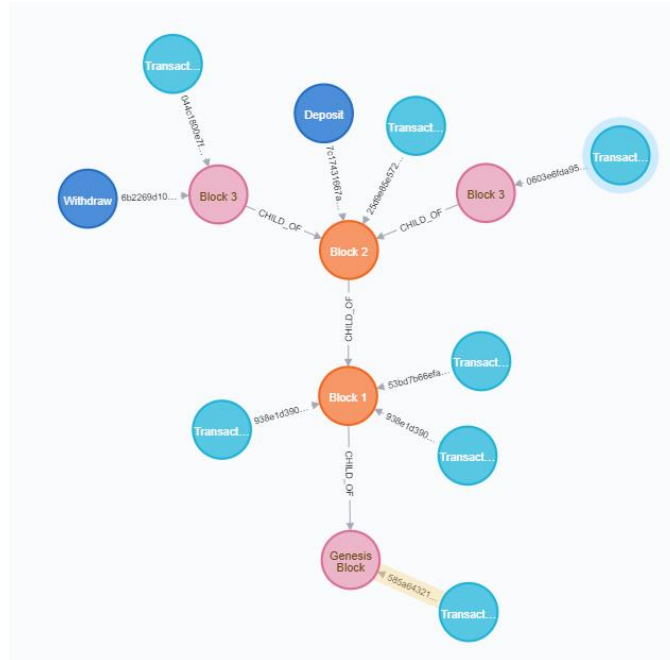 Transact...
044c1800e7f...
Deposit
Transact...
7c17431667a...
25d9e85e572...
Transact...
0603e6fda95...
Withdraw
6b2269d10...
Block 3
Block 3
CHILD_OF
CHILD_OF
Block 2
CHILD_OF
Transact...
53bd7b66efa...
Block 1
938e1d390...
Transact...
938e1d390...
Transact...
CHILD_OF
Genesis
Block
585a64321...
Transact...